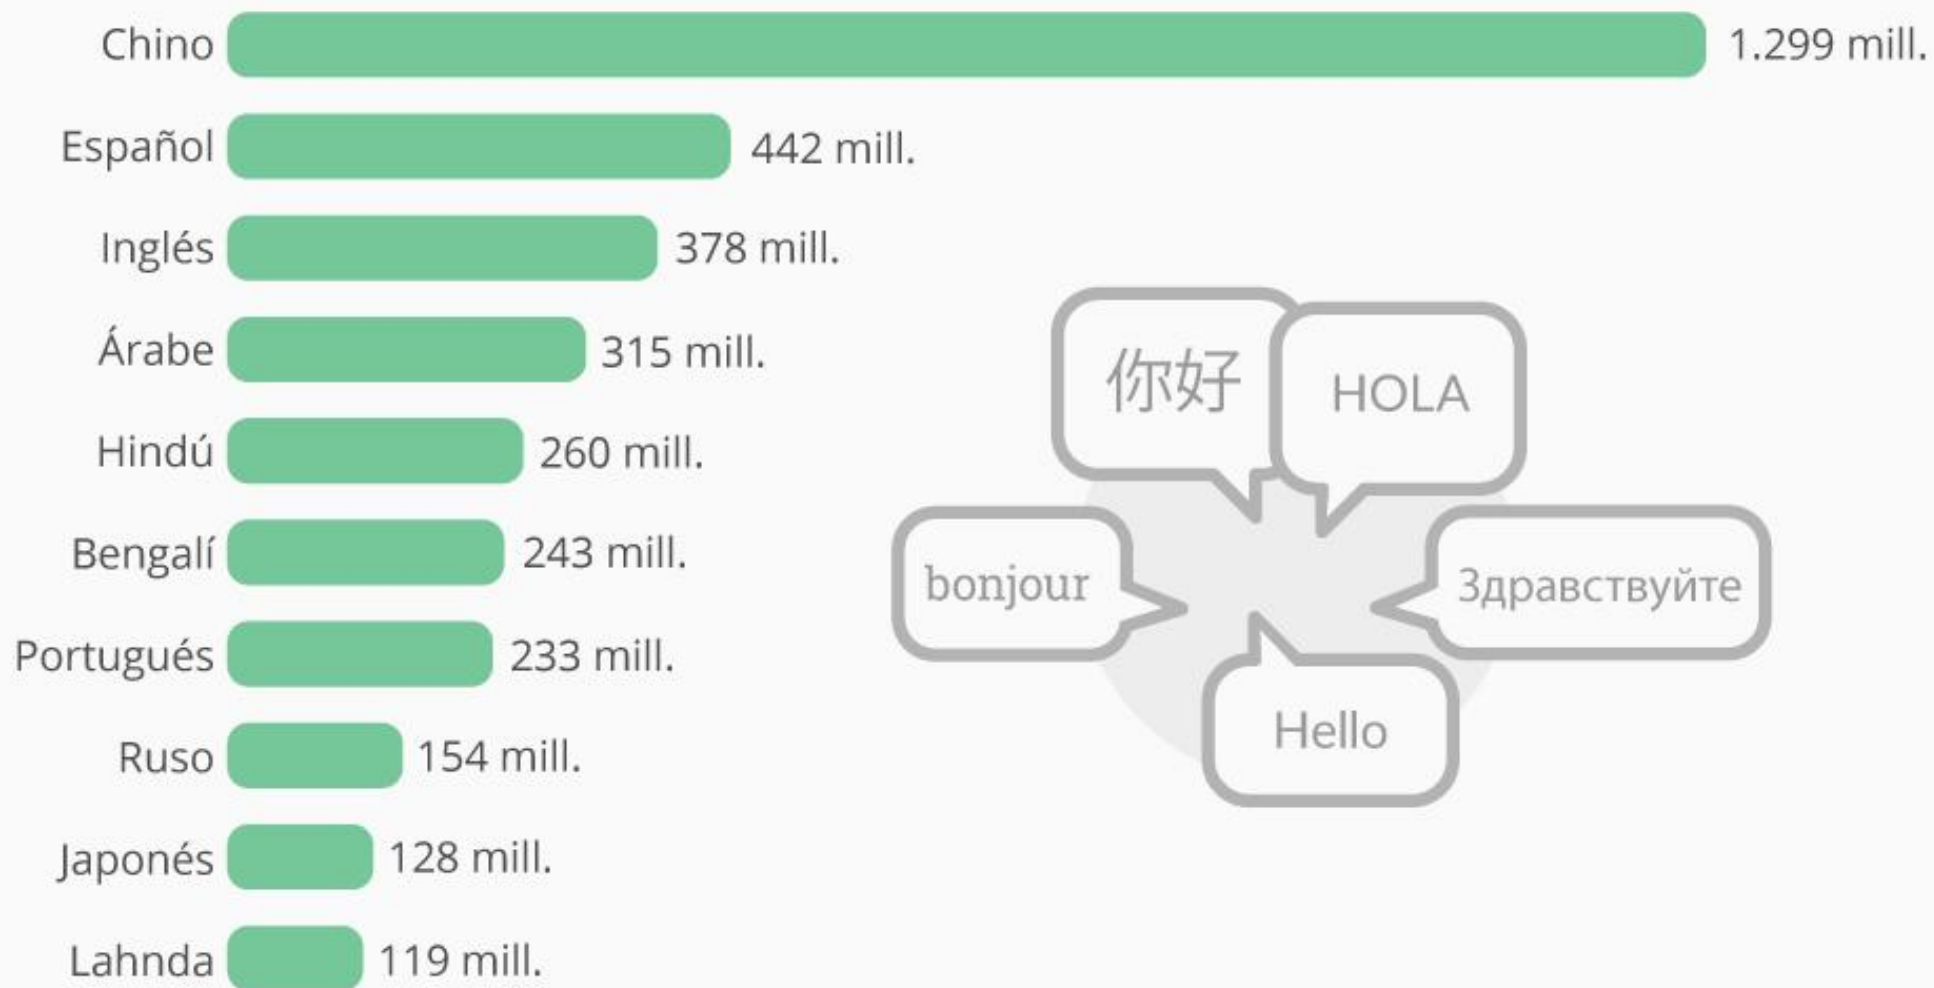 Chino 1.299 mill.
Español 442 mill.
Inglés 378 mill.
Árabe 315 mill.
Hindú 260 mill.
Bengalí 243 mill.
Portugués 233 mill.
Ruso 154 mill.
Japonés 128 mill.
Lahnda 119 mill.
你好
HOLA
bonjour
Здравствуйте
Hello